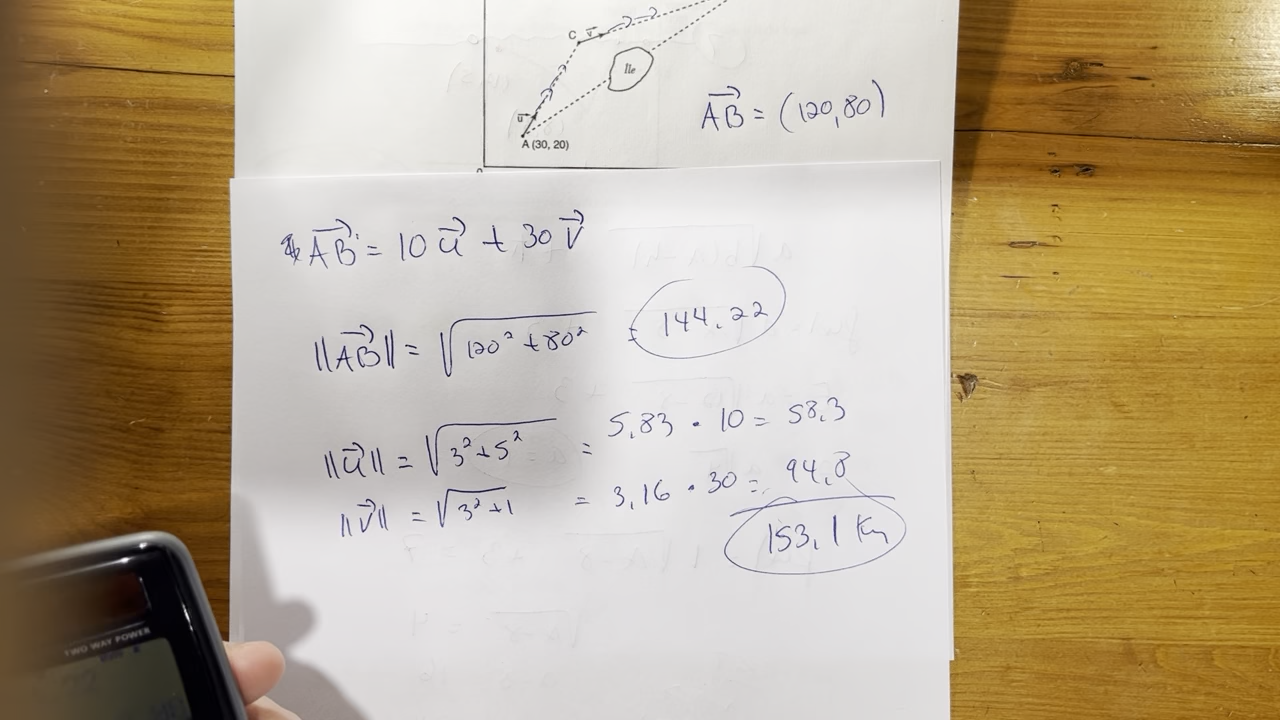 C v⃗
Ile
u⃗
A (30, 20)
AB⃗ = (120,80)
AB⃗ = 10 u⃗ + 30 v⃗
||AB⃗|| = √(120² + 80²) = 144.22
||u⃗|| = √(3² + 5²) = 5,83 · 10 = 58,3
||v⃗|| = √(3² + 1) = 3,16 · 30 = 94,8
153,1 Km
TWO WAY POWER